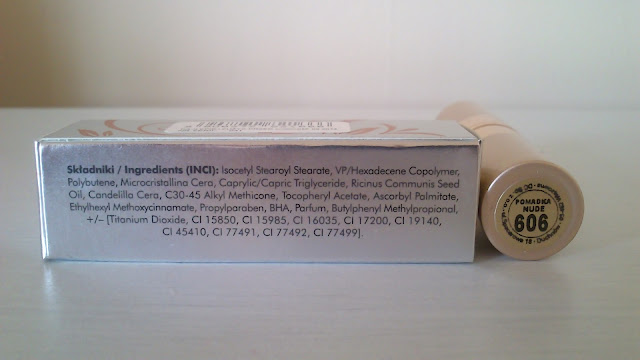 Składniki / Ingredients (INCI): Isocetyl Stearoyl Stearate, VP/Hexadecene Copolymer,
Polybutene, Microcristallina Cera, Caprylic/Capric Triglyceride, Ricinus Communis Seed
Oil, Candelilla Cera, C30-45 Alkyl Methicone, Tocopheryl Acetate, Ascorbyl Palmitate,
Ethylhexyl Methoxycinnamate, Propylparaben, BHA, Parfum, Butylphenyl Methylpropional,
+/– [Titanium Dioxide, CI 15850, CI 15985, CI 16035, CI 17200, CI 19140,
CI 45410, CI 77491, CI 77492, CI 77499].
POMADKA
NUDE
606